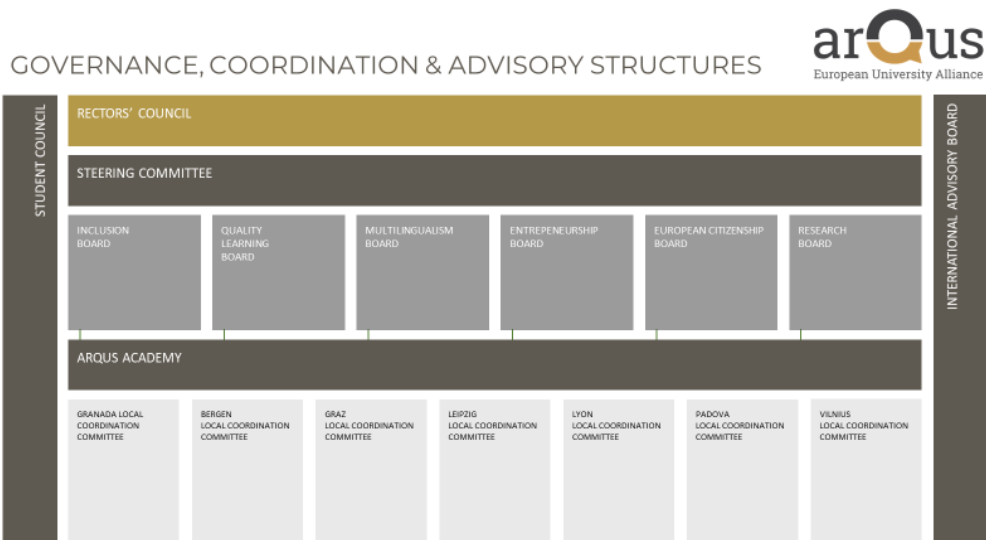 arqus
European University Alliance
GOVERNANCE, COORDINATION & ADVISORY STRUCTURES
STUDENT COUNCIL
RECTORS’ COUNCIL
STEERING COMMITTEE
INCLUSION
BOARD
QUALITY
LEARNING
BOARD
MULTILINGUALISM
BOARD
ENTREPENEURSHIP
BOARD
EUROPEAN CITIZENSHIP
BOARD
RESEARCH
BOARD
ARQUS ACADEMY
GRANADA LOCAL
COORDINATION
COMMITTEE
BERGEN
LOCAL COORDINATION
COMMITTEE
GRAZ
LOCAL COORDINATION
COMMITTEE
LEIPZIG
LOCAL COORDINATION
COMMITTEE
LYON
LOCAL COORDINATION
COMMITTEE
PADOVA
LOCAL COORDINATION
COMMITTEE
VILNIUS
LOCAL COORDINATION
COMMITTEE
INTERNATIONAL ADVISORY BOARD